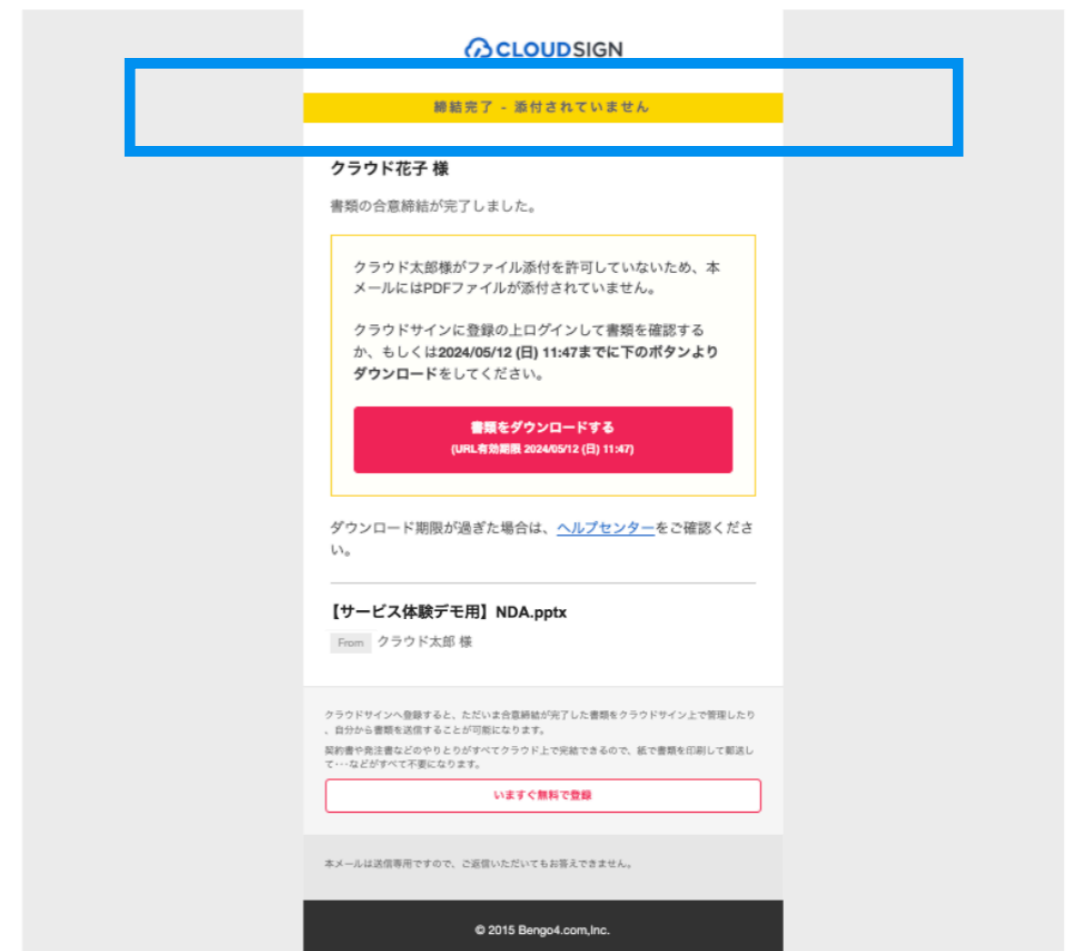 CLOUDSIGN
締結完了 - 添付されていません
クラウド花子 様
書類の合意締結が完了しました。
クラウド太郎様がファイル添付を許可していないため、本
メールにはPDFファイルが添付されていません。
クラウドサインに登録の上ログインして書類を確認する
か、もしくは2024/05/12 (日) 11:47までに下のボタンより
ダウンロードをしてください。
書類をダウンロードする
(URL有効期限 2024/05/12 (日) 11:47)
ダウンロード期限が過ぎた場合は、ヘルプセンターをご確認くださ
い。
【サービス体験デモ用】NDA.pptx
From クラウド太郎 様
クラウドサインへ登録すると、ただいま合意締結が完了した書類をクラウドサイン上で管理したり
、自分から書類を送信することが可能になります。
契約書や発注書などのやりとりがすべてクラウド上で完結できるので、紙で書類を印刷して郵送し
て･･･などがすべて不要になります。
いますぐ無料で登録
本メールは送信専用ですので、ご返信いただいてもお答えできません。
© 2015 Bengo4.com,Inc.